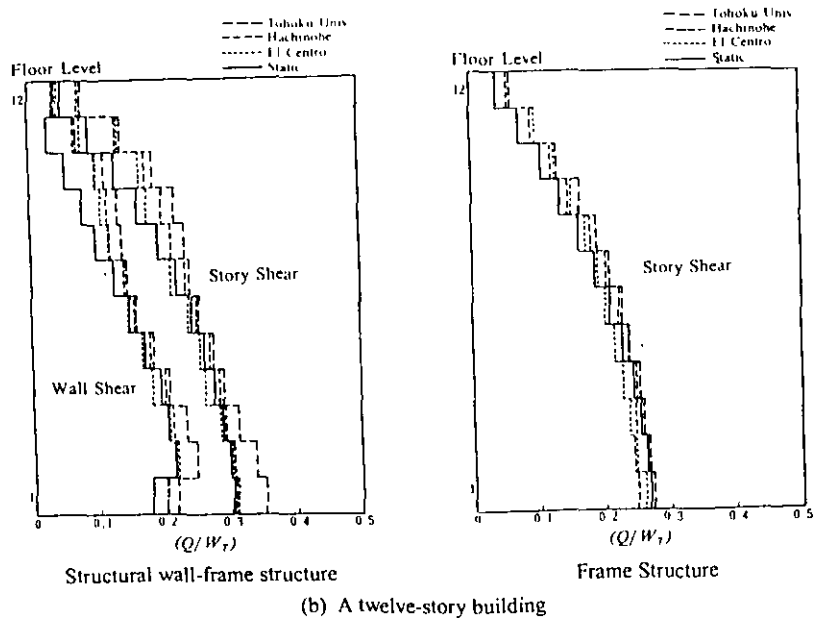 Tohoku Univ
Hachinohe
El Centro
Static
Floor Level
12
Story Shear
Wall Shear
1
0 0.1 0.2 0.3 0.4 0.5
(Q/W_T)
Structural wall-frame structure
Tohoku Univ
Hachinohe
El Centro
Static
Floor Level
12
Story Shear
1
0 0.1 0.2 0.3 0.4 0.5
(Q/W_T)
Frame Structure
(b) A twelve-story building